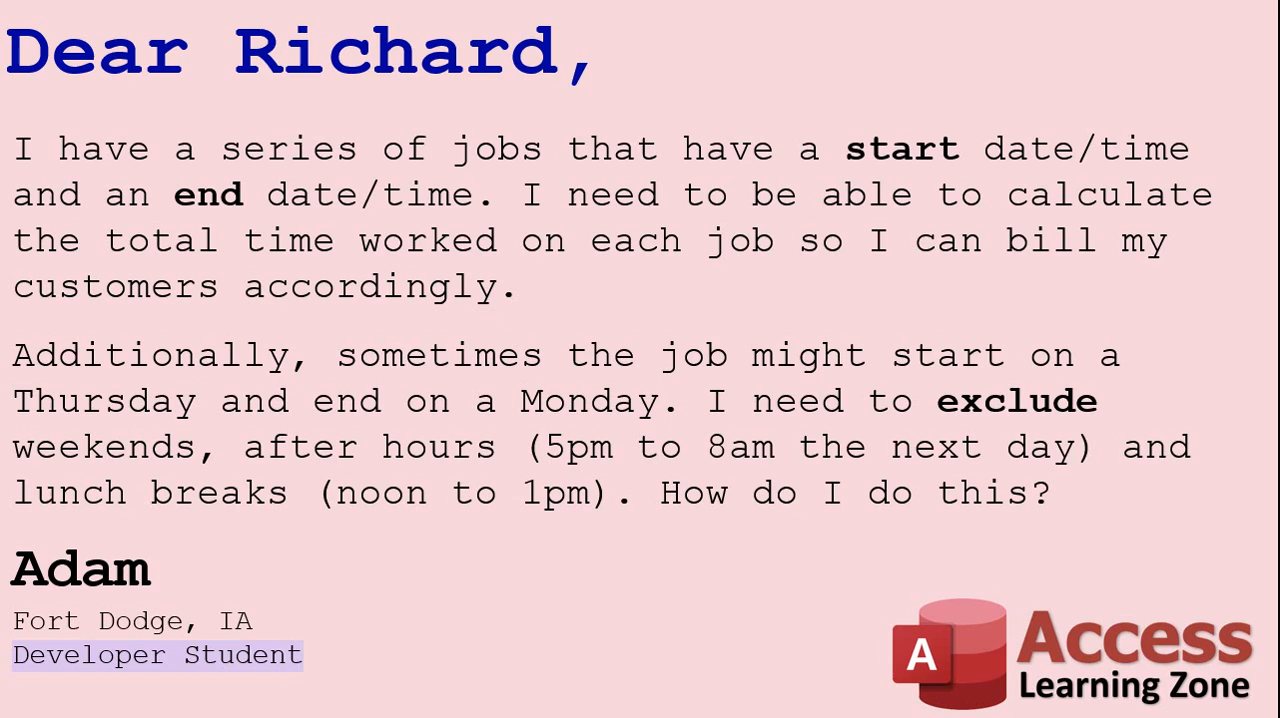 Dear Richard,
I have a series of jobs that have a start date/time
and an end date/time. I need to be able to calculate
the total time worked on each job so I can bill my
customers accordingly.
Additionally, sometimes the job might start on a
Thursday and end on a Monday. I need to exclude
weekends, after hours (5pm to 8am the next day) and
lunch breaks (noon to 1pm). How do I do this?
Adam
Fort Dodge, IA
Developer Student
A
Access
Learning Zone